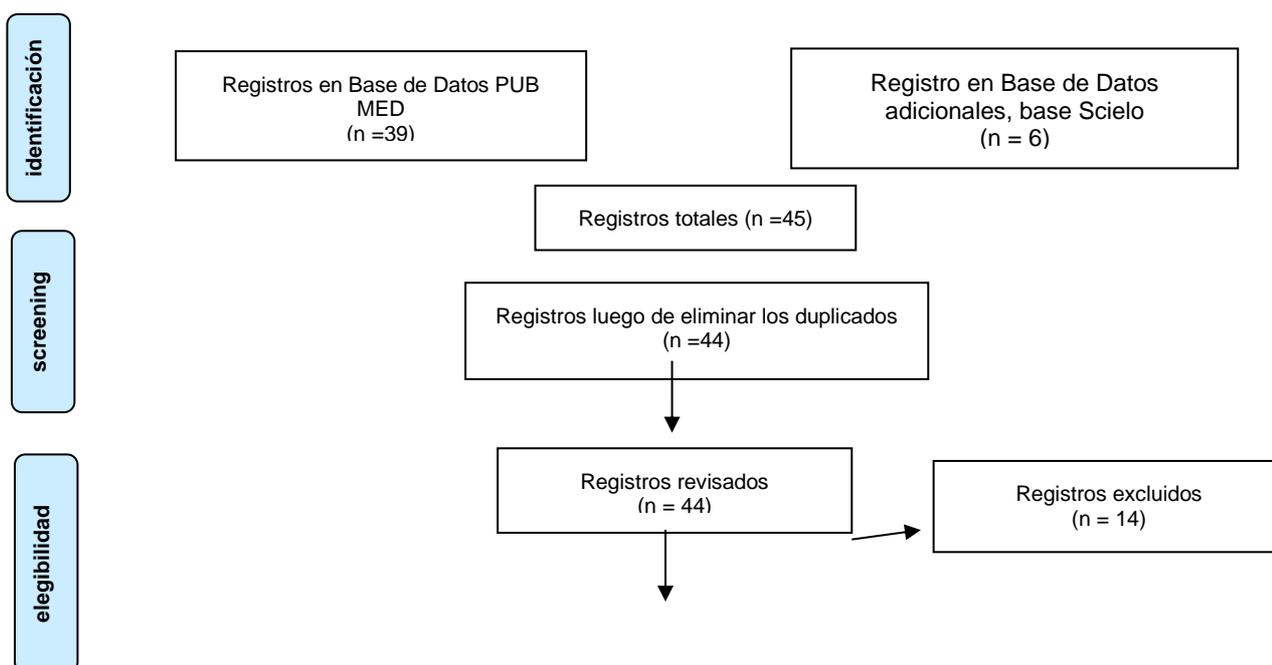 identificación
Registros en Base de Datos PUB
MED
(n =39)
Registro en Base de Datos
adicionales, base Scielo
(n = 6)
Registros totales (n =45)
screening
Registros luego de eliminar los duplicados
(n =44)
elegibilidad
Registros revisados
(n = 44)
Registros excluidos
(n = 14)